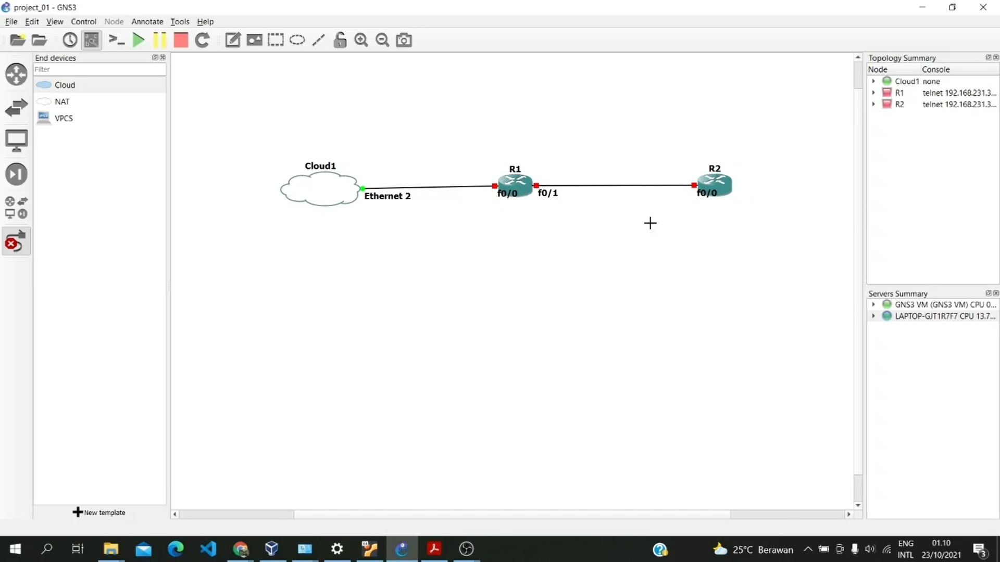 project_01 - GNS3
File Edit View Control Node Annotate Tools Help
End devices
Filter
Cloud
NAT
VPCS
New template
Cloud1
Ethernet 2
R1
f0/0
f0/1
R2
f0/0
Topology Summary
Node Console
Cloud1 none
R1 telnet 192.168.231.3...
R2 telnet 192.168.231.3...
Servers Summary
GNS3 VM (GNS3 VM) CPU 0...
LAPTOP-GJT1R7F7 CPU 13.7...
25°C Berawan
ENG
INTL
01.10
23/10/2021
3